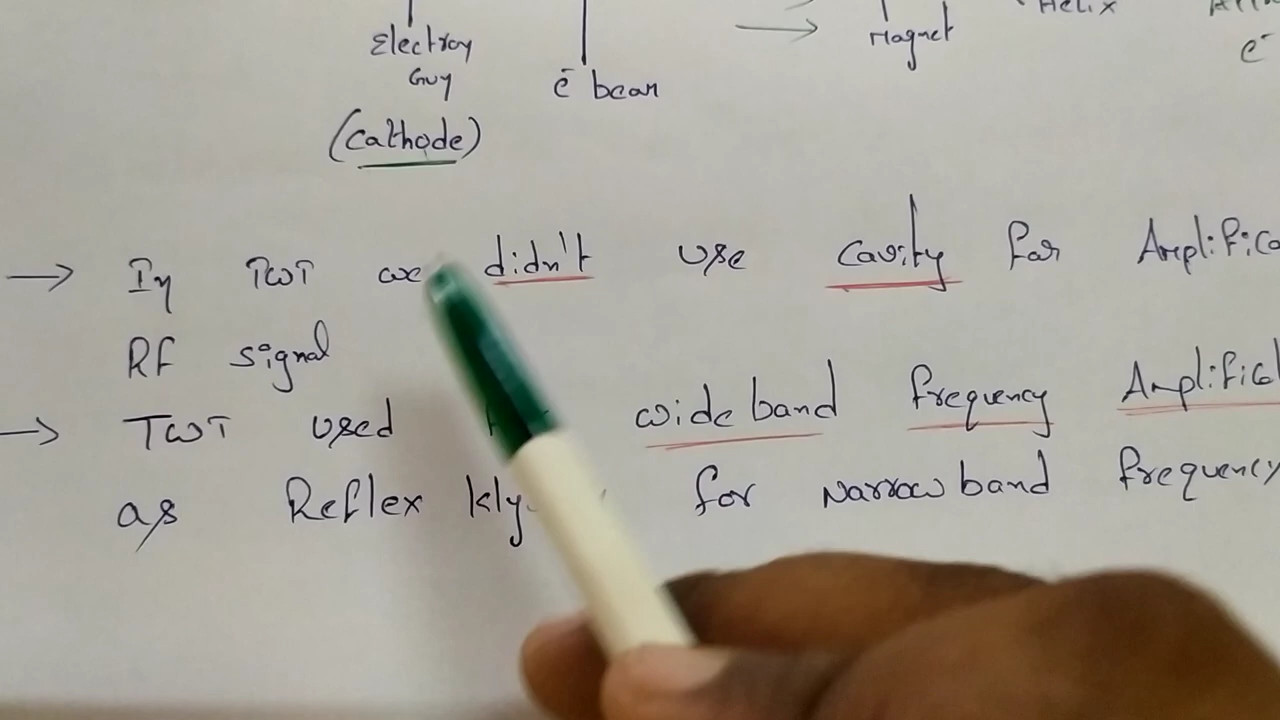 Helix
Electron
Magnet
e⁻
Gun
ē beam
(Cathode)
→ In TWT we didn't use cavity for Amplifica
RF signal
→ TWT used wide band frequency Amplifica
as Reflex kly for Narrow band frequency